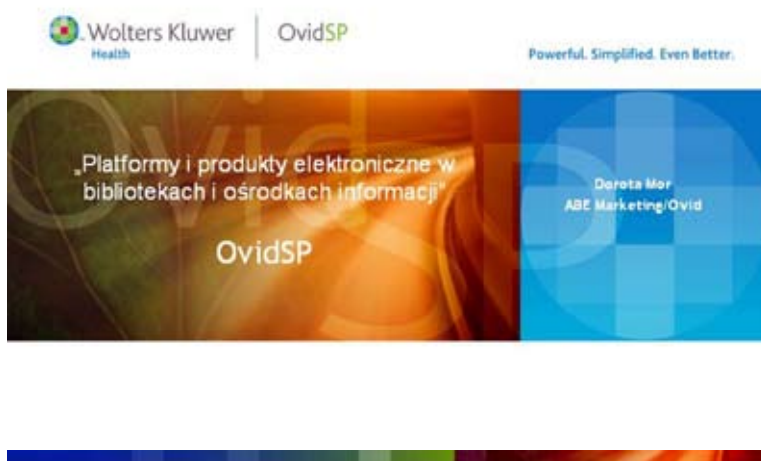 Wolters Kluwer
Health
OvidSP
Powerful. Simplified. Even Better.
OvidSP
„Platformy i produkty elektroniczne w
bibliotekach i ośrodkach informacji"
OvidSP
Dorota Mor
ABE Marketing/Ovid